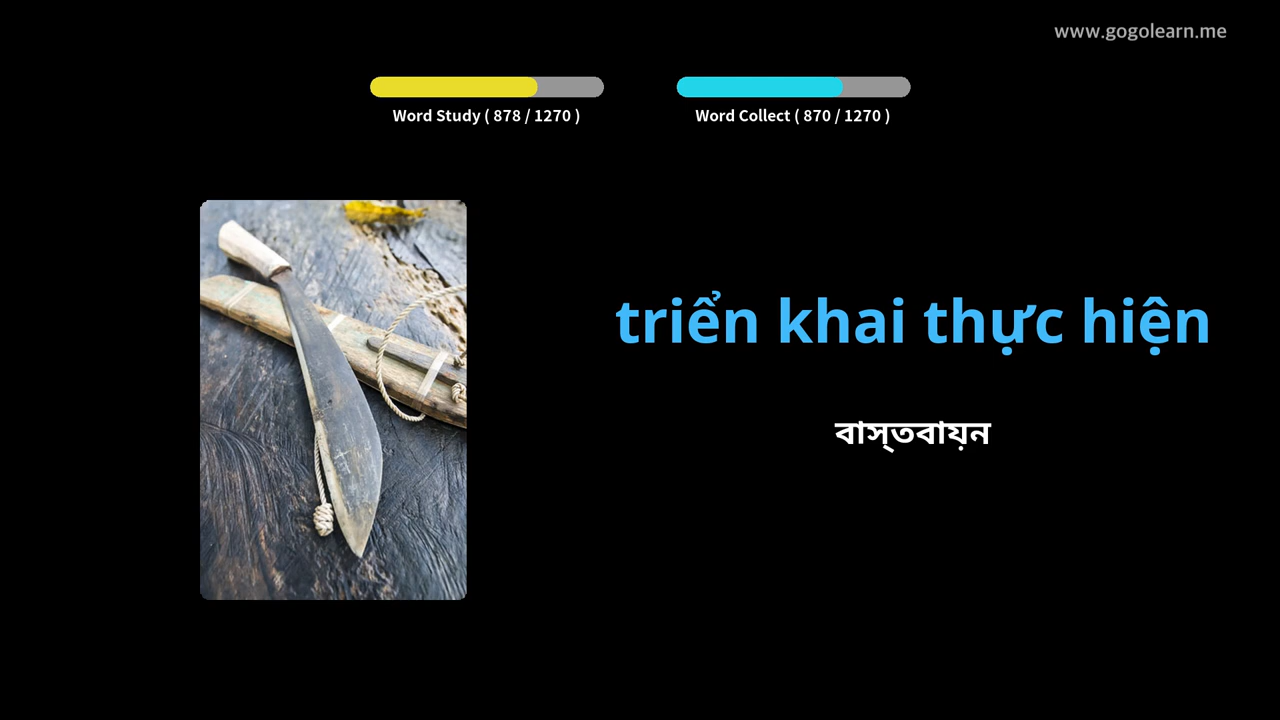 www.gogolearn.me
Word Study ( 878 / 1270 )
Word Collect ( 870 / 1270 )
triển khai thực hiện
বাস্তবায়ন